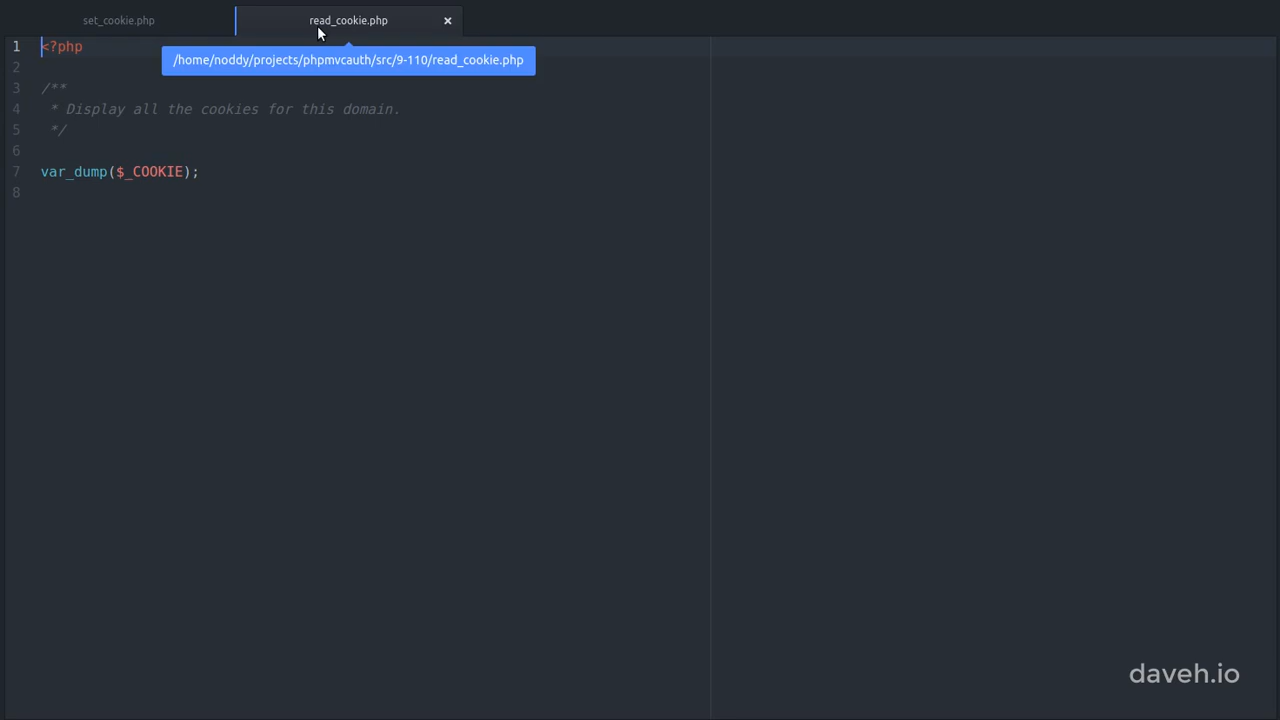 set_cookie.php
read_cookie.php ×
/home/noddy/projects/phpmvcauth/src/9-110/read_cookie.php
1 <?php
2
3 /**
4 * Display all the cookies for this domain.
5 */
6
7 var_dump($_COOKIE);
8
daveh.io